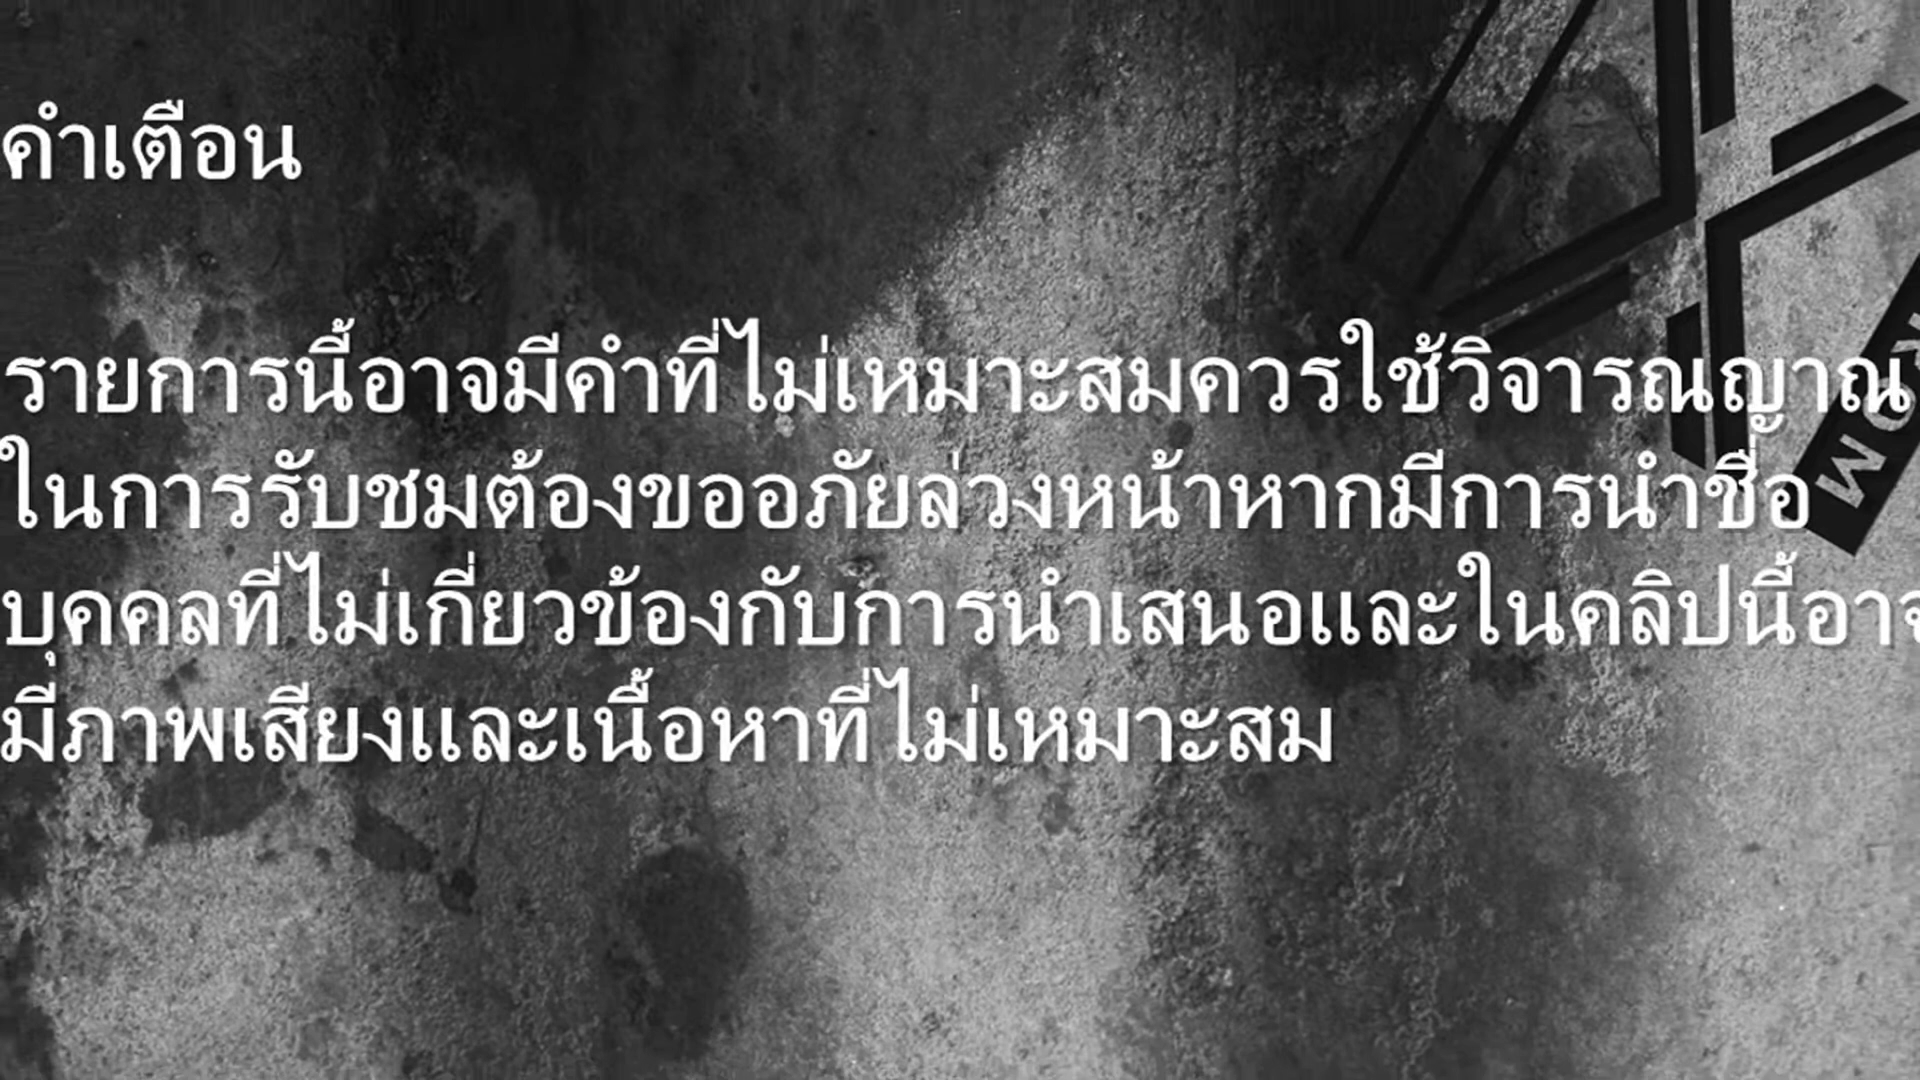 คำเตือน
รายการนี้อาจมีคำที่ไม่เหมาะสมควรใช้วิจารณญาณ
ในการรับชมต้องขออภัยล่วงหน้าหากมีการนำชื่อ
บุคคลที่ไม่เกี่ยวข้องกับการนำเสนอและในคลิปนี้อาจ
มีภาพเสียงและเนื้อหาที่ไม่เหมาะสม